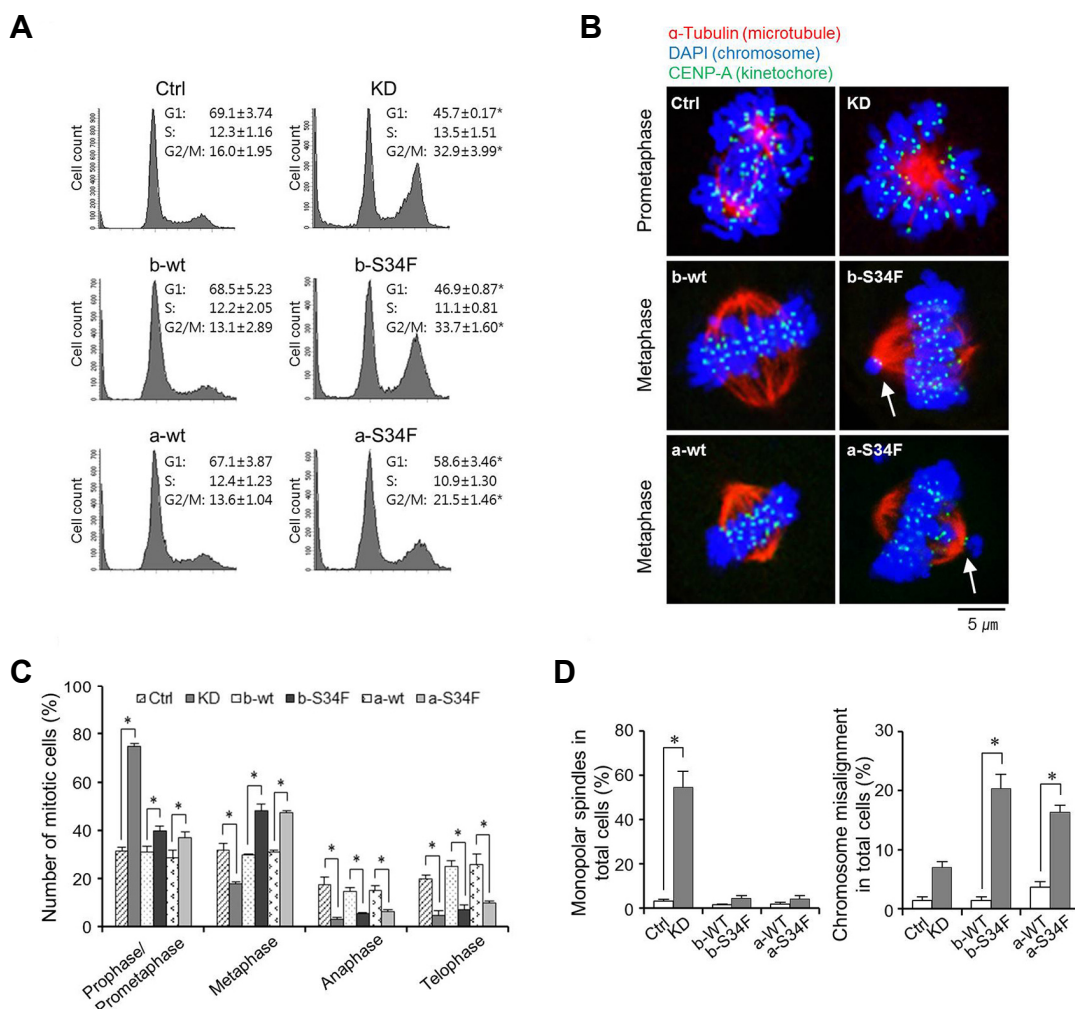 A
Ctrl
G1: 69.1±3.74
S: 12.3±1.16
G2/M: 16.0±1.95
Cell count
KD
G1: 45.7±0.17*
S: 13.5±1.51
G2/M: 32.9±3.99*
Cell count
b-wt
G1: 68.5±5.23
S: 12.2±2.05
G2/M: 13.1±2.89
Cell count
b-S34F
G1: 46.9±0.87*
S: 11.1±0.81
G2/M: 33.7±1.60*
Cell count
a-wt
G1: 67.1±3.87
S: 12.4±1.23
G2/M: 13.6±1.04
Cell count
a-S34F
G1: 58.6±3.46*
S: 10.9±1.30
G2/M: 21.5±1.46*
Cell count
B
α-Tubulin (microtubule)
DAPI (chromosome)
CENP-A (kinetochore)
Prometaphase
Ctrl
KD
Metaphase
b-wt
b-S34F
Metaphase
a-wt
a-S34F
5 μm
C
Number of mitotic cells (%)
100
80
60
40
20
0
Ctrl KD b-wt b-S34F a-wt a-S34F
* * * * * * * * * * * *
Prophase/
Prometaphase
Metaphase
Anaphase
Telophase
D
Monopolar spindles in
total cells (%)
80
60
40
20
0
*
Ctrl
KD
b-WT
b-S34F
a-WT
a-S34F
Chromosome misalignment
in total cells (%)
30
20
10
0
*
*
Ctrl
KD
b-WT
b-S34F
a-WT
a-S34F